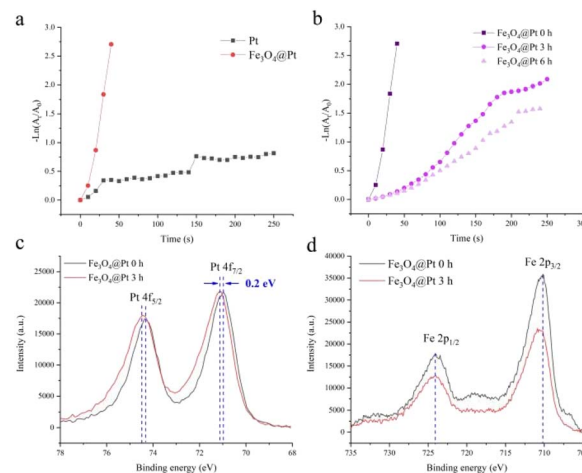 a
-Ln(Aₜ/A₀)
3.0
2.5
2.0
1.5
1.0
0.5
0.0
0
50
100
150
200
250
Time (s)
Pt
Fe₃O₄@Pt
b
-Ln(Aₜ/A₀)
3.0
2.5
2.0
1.5
1.0
0.5
0.0
0
50
100
150
200
250
Time (s)
Fe₃O₄@Pt 0 h
Fe₃O₄@Pt 3 h
Fe₃O₄@Pt 6 h
c
Fe₃O₄@Pt 0 h
Fe₃O₄@Pt 3 h
Pt 4f₇/₂
0.2 eV
Pt 4f₅/₂
Intensity (a.u.)
20000
15000
10000
5000
0
78
76
74
72
70
68
Binding energy (eV)
d
Fe₃O₄@Pt 0 h
Fe₃O₄@Pt 3 h
Fe 2p₃/₂
Fe 2p₁/₂
Intensity (a.u.)
40000
35000
30000
25000
20000
15000
10000
5000
0
735
730
725
720
715
710
Binding energy (eV)